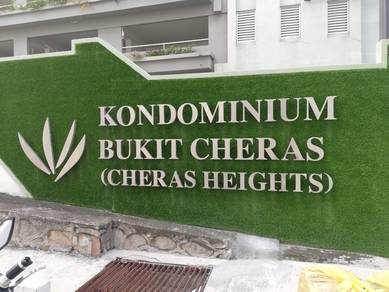 KONDOMINIUM
BUKIT CHERAS
(CHERAS HEIGHTS)